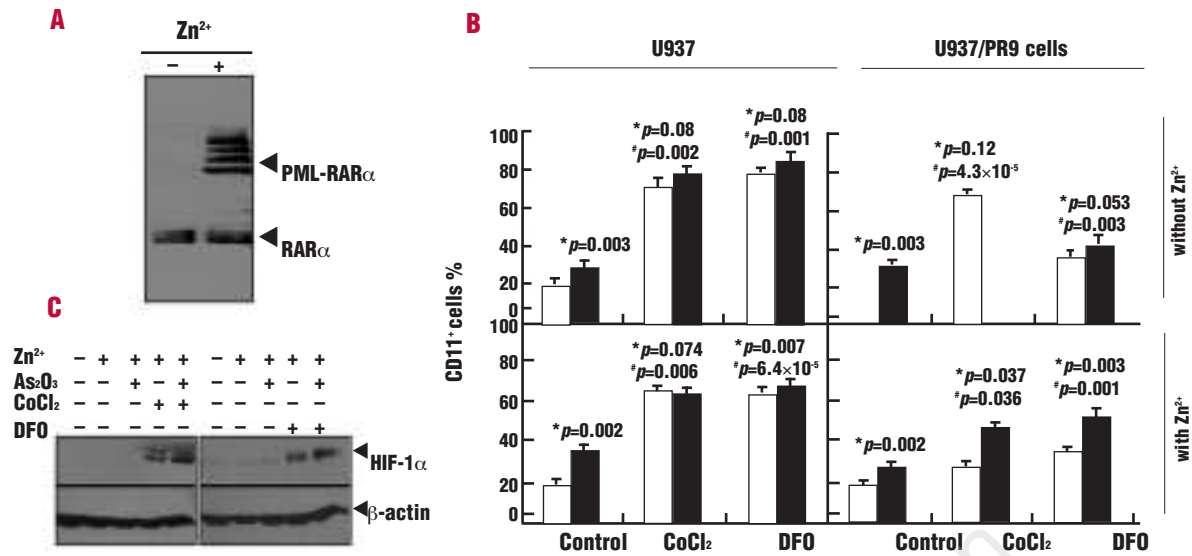 A
Zn²⁺
– +
PML-RARα
RARα
B
U937
U937/PR9 cells
CD11⁺ cells %
100
80
60
40
20
0
*p=0.003
*p=0.08
#p=0.002
*p=0.08
#p=0.001
*p=0.003
*p=0.12
#p=4.3×10⁻⁵
*p=0.053
#p=0.003
without Zn²⁺
100
80
60
40
20
0
*p=0.002
*p=0.074
#p=0.006
*p=0.007
#p=6.4×10⁻⁵
*p=0.002
*p=0.037
#p=0.036
*p=0.003
#p=0.001
with Zn²⁺
Control CoCl₂ DFO Control CoCl₂ DFO
C
Zn²⁺ – + + + + – + + + +
As₂O₃ + + + +
CoCl₂ + +
DFO + +
HIF-1α
β-actin